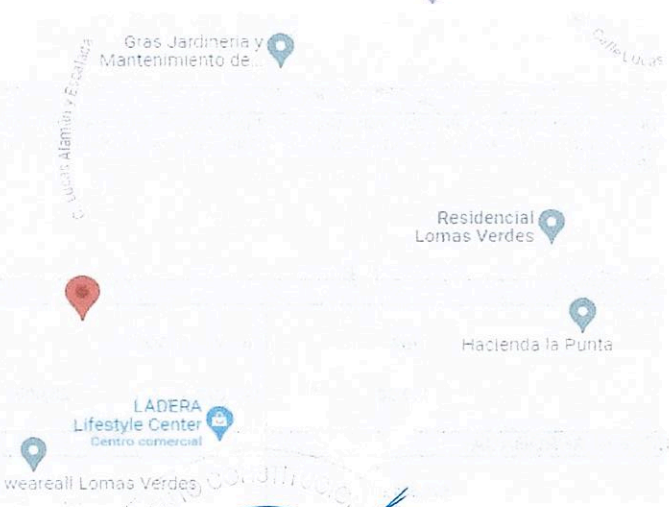 Gras Jardineria y
Mantenimiento de...
Calle Lucas
C. Lucas Alamán y Escalada
Residencial
Lomas Verdes
Hacienda la Punta
LADERA
Lifestyle Center
Centro comercial
weareall Lomas Verdes